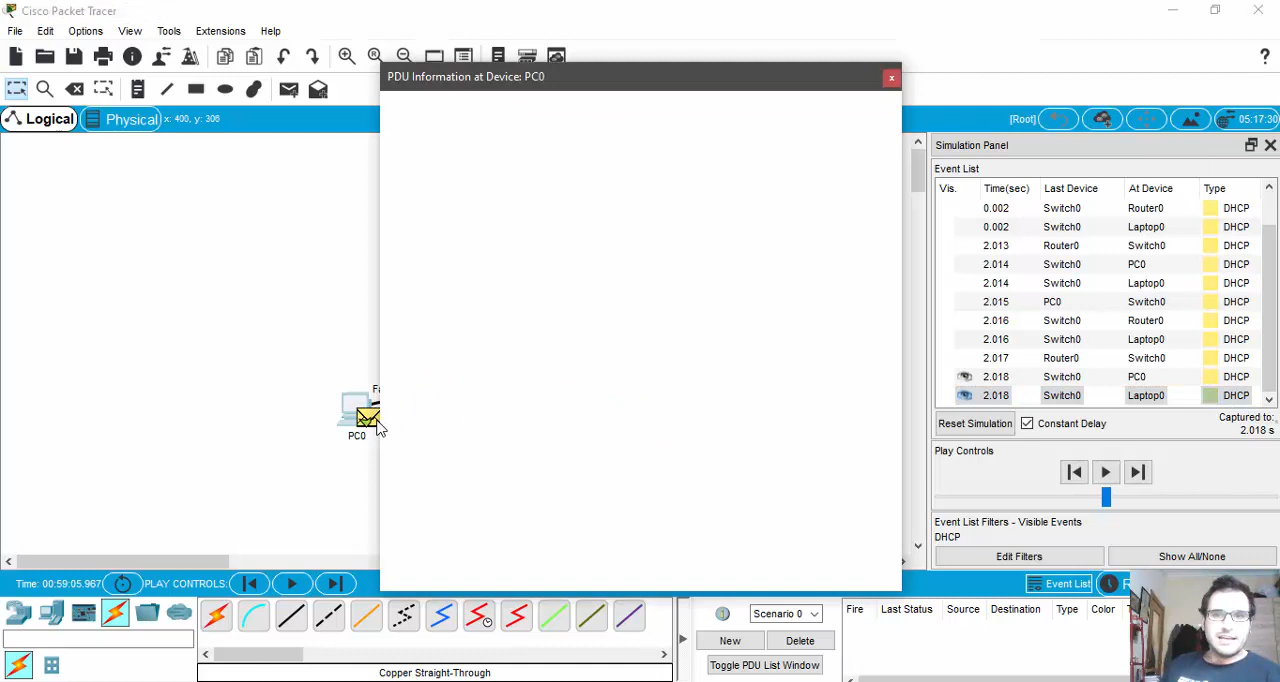 Cisco Packet Tracer
File Edit Options View Tools Extensions Help
PDU Information at Device: PC0
x
?
Logical Physical x: 400, y: 306
[Root] 05:17:30
Simulation Panel
Event List
Vis. Time(sec) Last Device At Device Type
0.002 Switch0 Router0 DHCP
0.002 Switch0 Laptop0 DHCP
2.013 Router0 Switch0 DHCP
2.014 Switch0 PC0 DHCP
2.014 Switch0 Laptop0 DHCP
2.015 PC0 Switch0 DHCP
2.016 Switch0 Router0 DHCP
2.016 Switch0 Laptop0 DHCP
2.017 Router0 Switch0 DHCP
2.018 Switch0 PC0 DHCP
2.018 Switch0 Laptop0 DHCP
Reset Simulation Constant Delay Captured to:
2.018 s
Play Controls
Event List Filters - Visible Events
DHCP
Edit Filters Show All/None
Fa
PC0
Time: 00:59:05.967 PLAY CONTROLS: Event List R
Scenario 0
New Delete
Toggle PDU List Window
Fire Last Status Source Destination Type Color
Copper Straight-Through